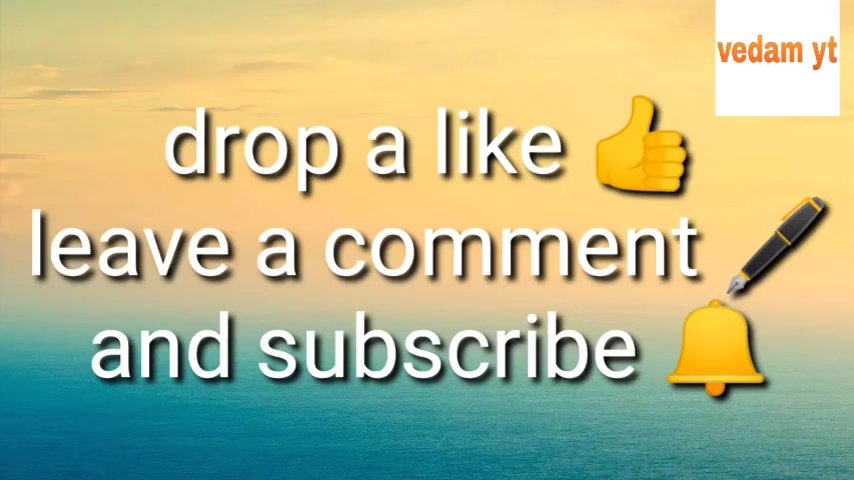 vedam yt
drop a like 👍
leave a comment 🖋️
and subscribe 🔔